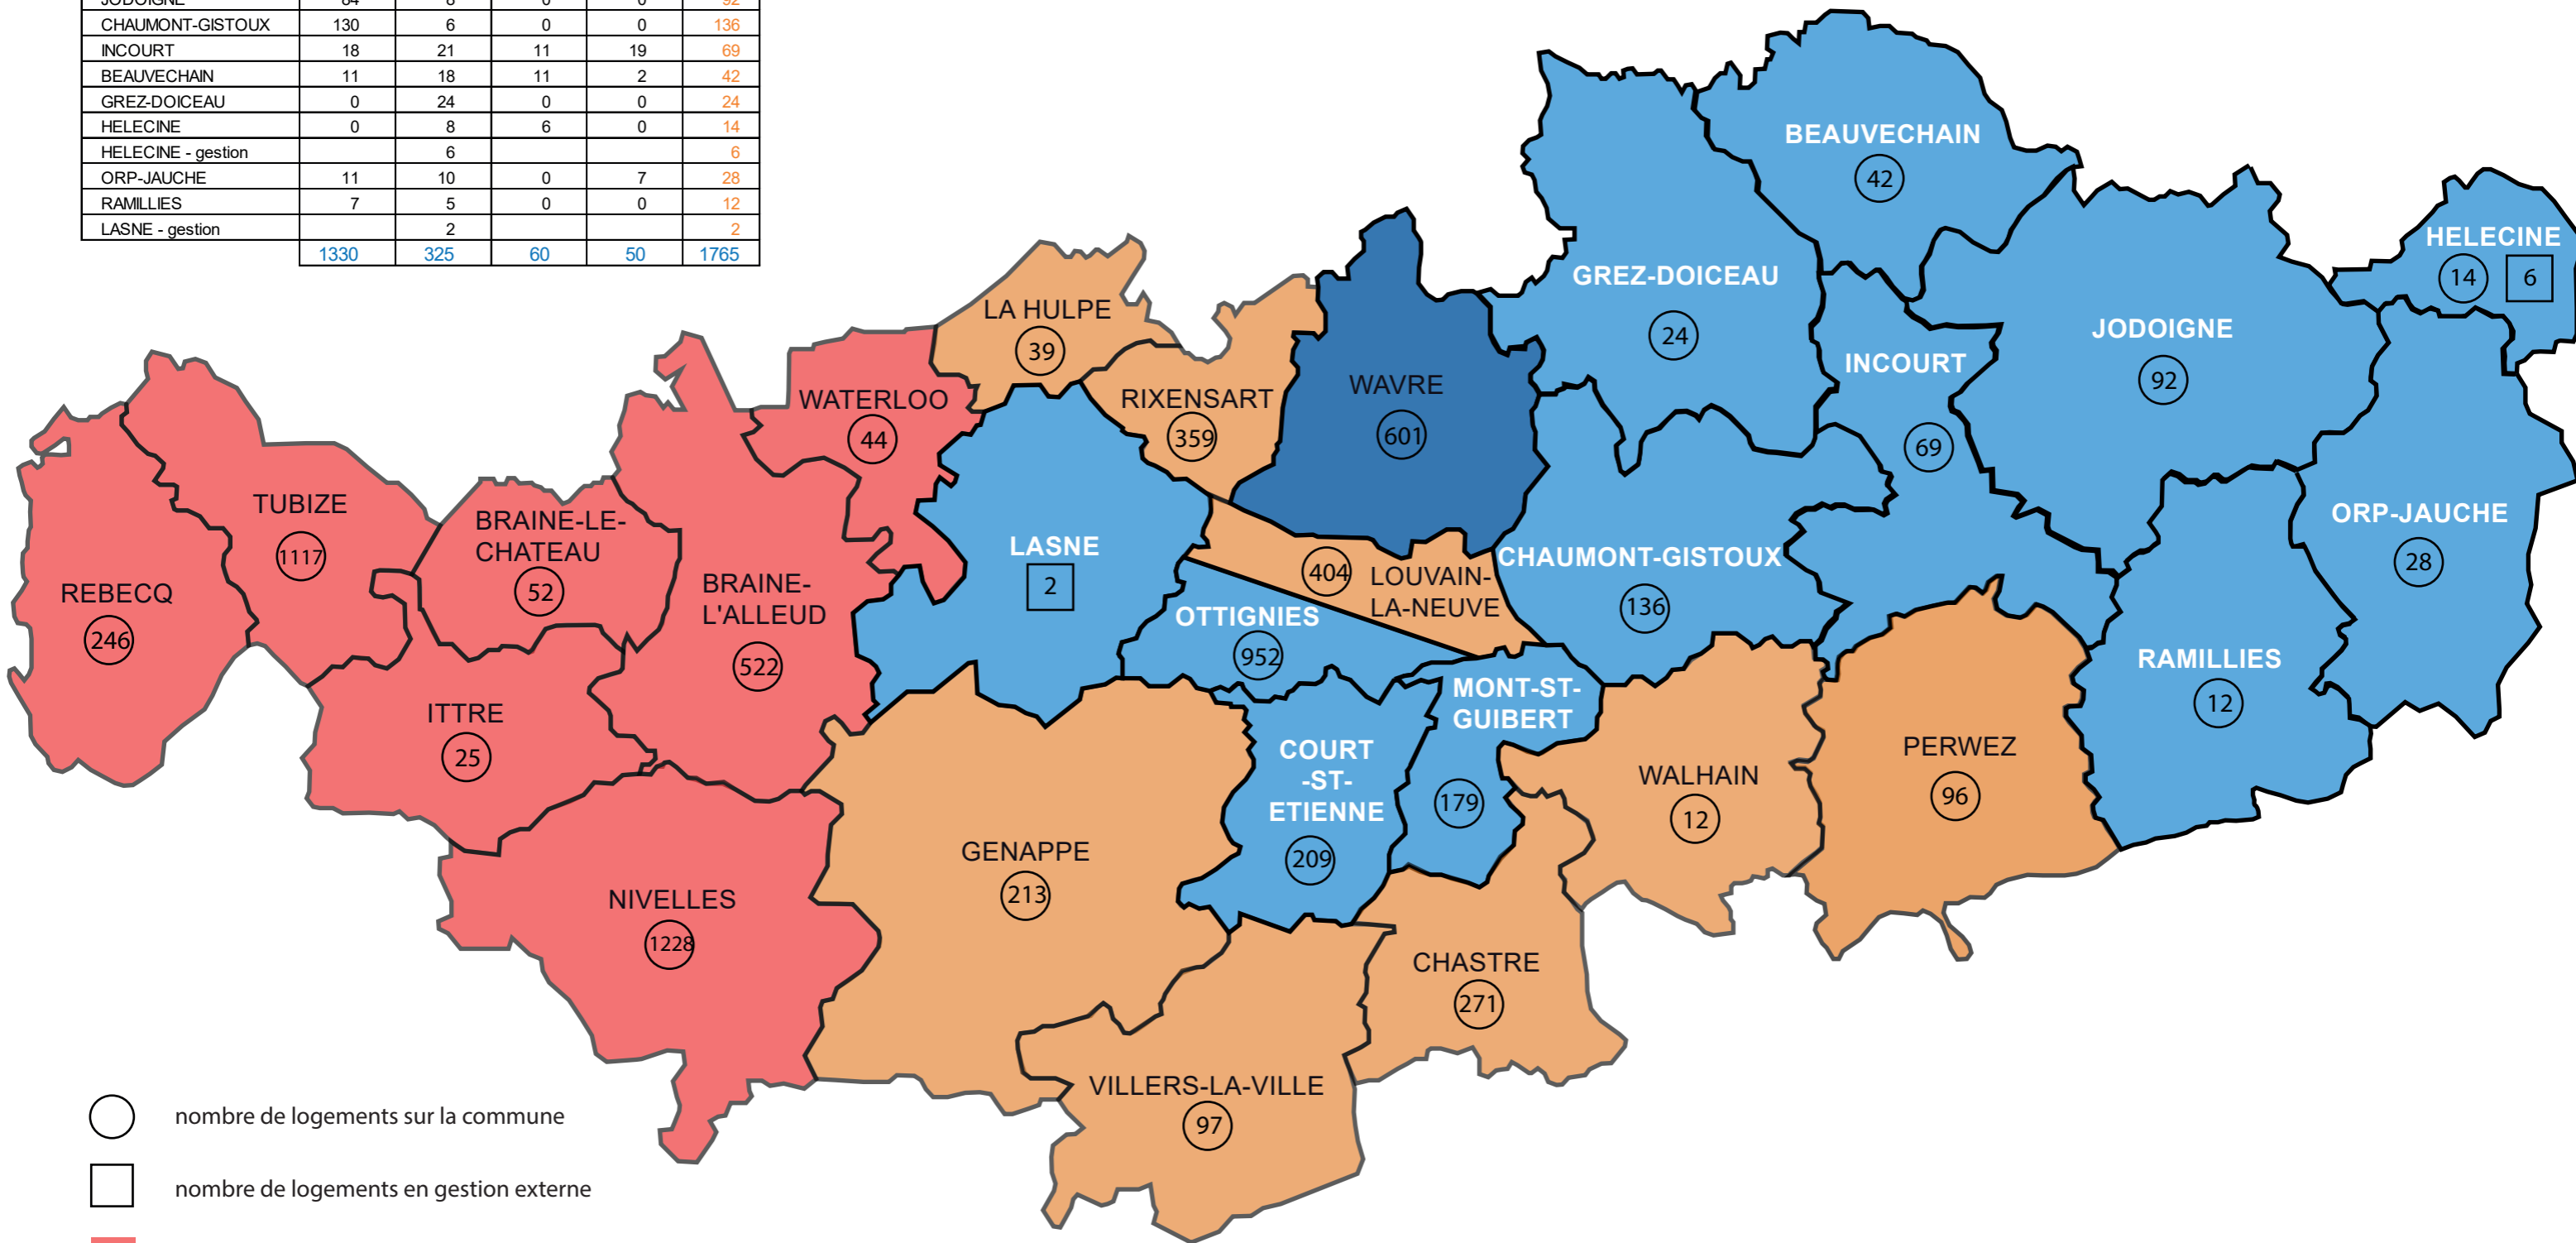 JODOIGNE 84 8 0 0 92
CHAUMONT-GISTOUX 130 6 0 0 136
INCOURT 18 21 11 19 69
BEAUVECHAIN 11 18 11 2 42
GREZ-DOICEAU 0 24 0 0 24
HELECINE 0 8 6 0 14
HELECINE - gestion 6 6
ORP-JAUCHE 11 10 0 7 28
RAMILLIES 7 5 0 0 12
LASNE - gestion 2 2
1330 325 60 50 1765
BEAUVECHAIN
42
HELECINE
14 6
GREZ-DOICEAU
24
LA HULPE
39
JODOIGNE
92
INCOURT
69
WAVRE
601
RIXENSART
359
WATERLOO
44
TUBIZE
1117
BRAINE-LE-
CHATEAU
52
ORP-JAUCHE
28
LASNE
2
CHAUMONT-GISTOUX
136
404
LOUVAIN-
LA-NEUVE
REBECQ
246
BRAINE-
L'ALLEUD
522
OTTIGNIES
952
RAMILLIES
12
MONT-ST-
GUIBERT
179
ITTRE
25
COURT
-ST-
ETIENNE
209
WALHAIN
12
PERWEZ
96
GENAPPE
213
NIVELLES
1228
CHASTRE
271
VILLERS-LA-VILLE
97
nombre de logements sur la commune
nombre de logements en gestion externe